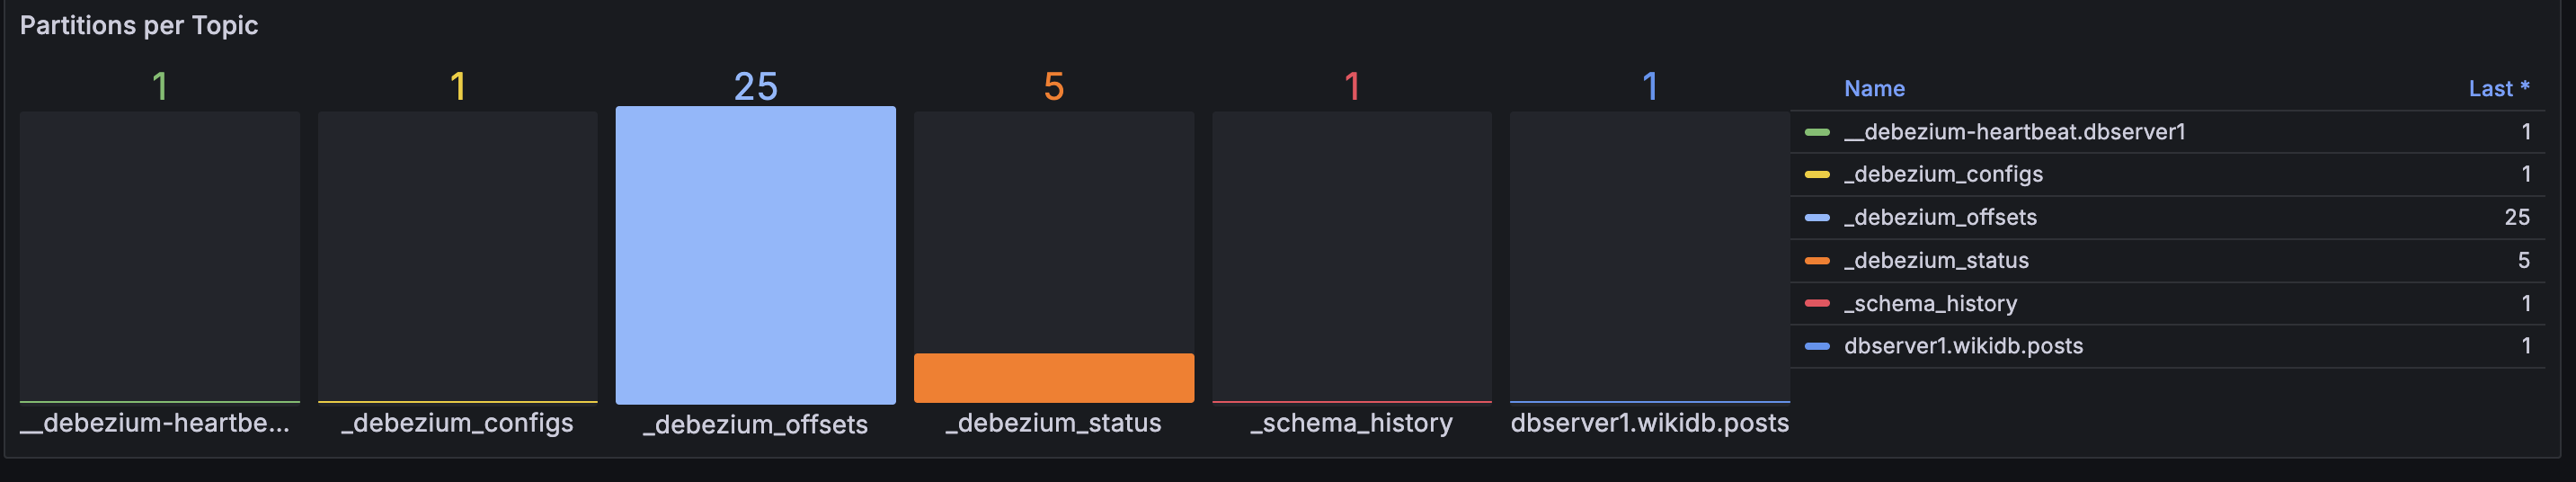 Partitions per Topic
1 1 25 5 1 1
__debezium-heartbe... _debezium_configs _debezium_offsets _debezium_status _schema_history dbserver1.wikidb.posts
Name Last *
__debezium-heartbeat.dbserver1 1
_debezium_configs 1
_debezium_offsets 25
_debezium_status 5
_schema_history 1
dbserver1.wikidb.posts 1